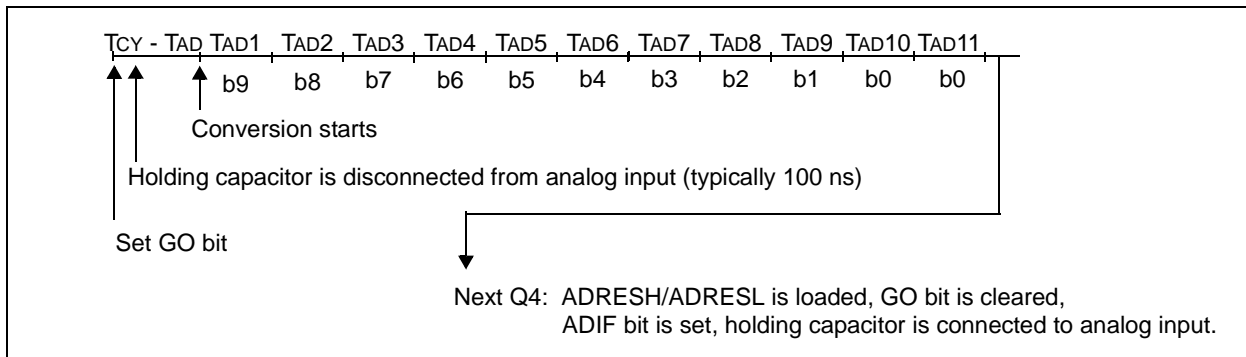 TCY - TAD TAD1 TAD2 TAD3 TAD4 TAD5 TAD6 TAD7 TAD8 TAD9 TAD10 TAD11
b9 b8 b7 b6 b5 b4 b3 b2 b1 b0 b0
Conversion starts
Holding capacitor is disconnected from analog input (typically 100 ns)
Set GO bit
Next Q4: ADRESH/ADRESL is loaded, GO bit is cleared,
ADIF bit is set, holding capacitor is connected to analog input.